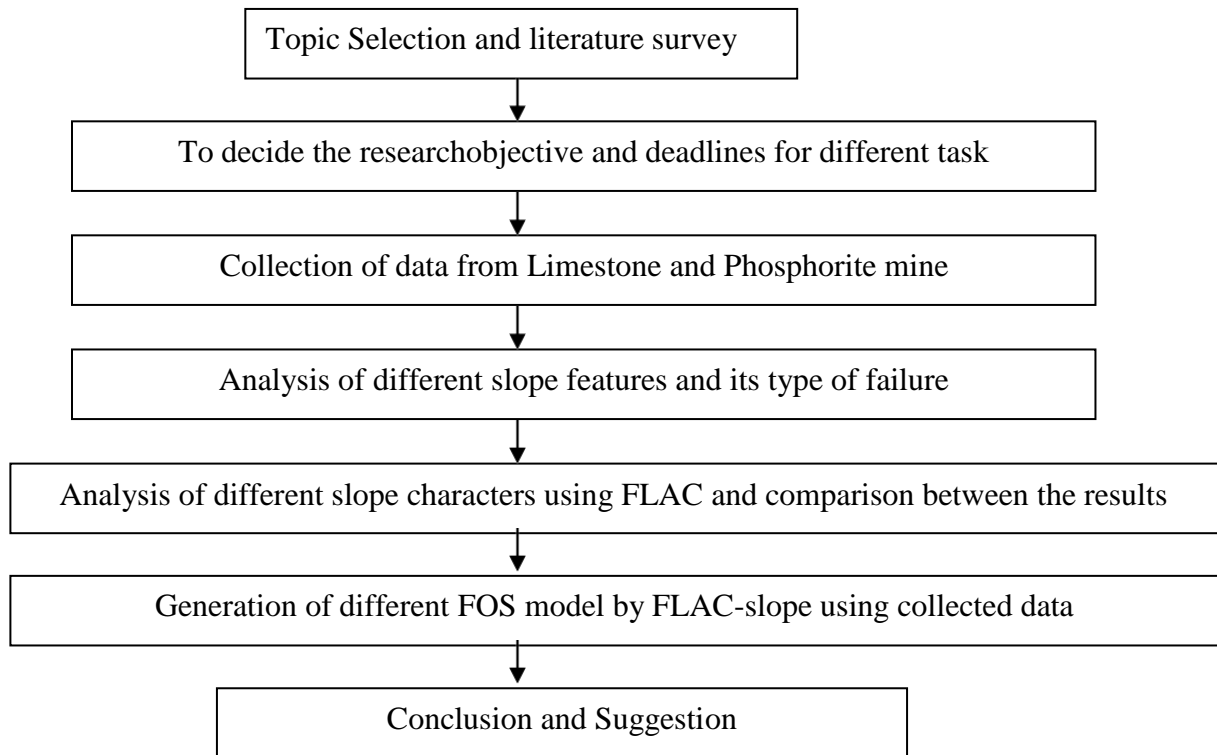 Topic Selection and literature survey
To decide the researchobjective and deadlines for different task
Collection of data from Limestone and Phosphorite mine
Analysis of different slope features and its type of failure
Analysis of different slope characters using FLAC and comparison between the results
Generation of different FOS model by FLAC-slope using collected data
Conclusion and Suggestion